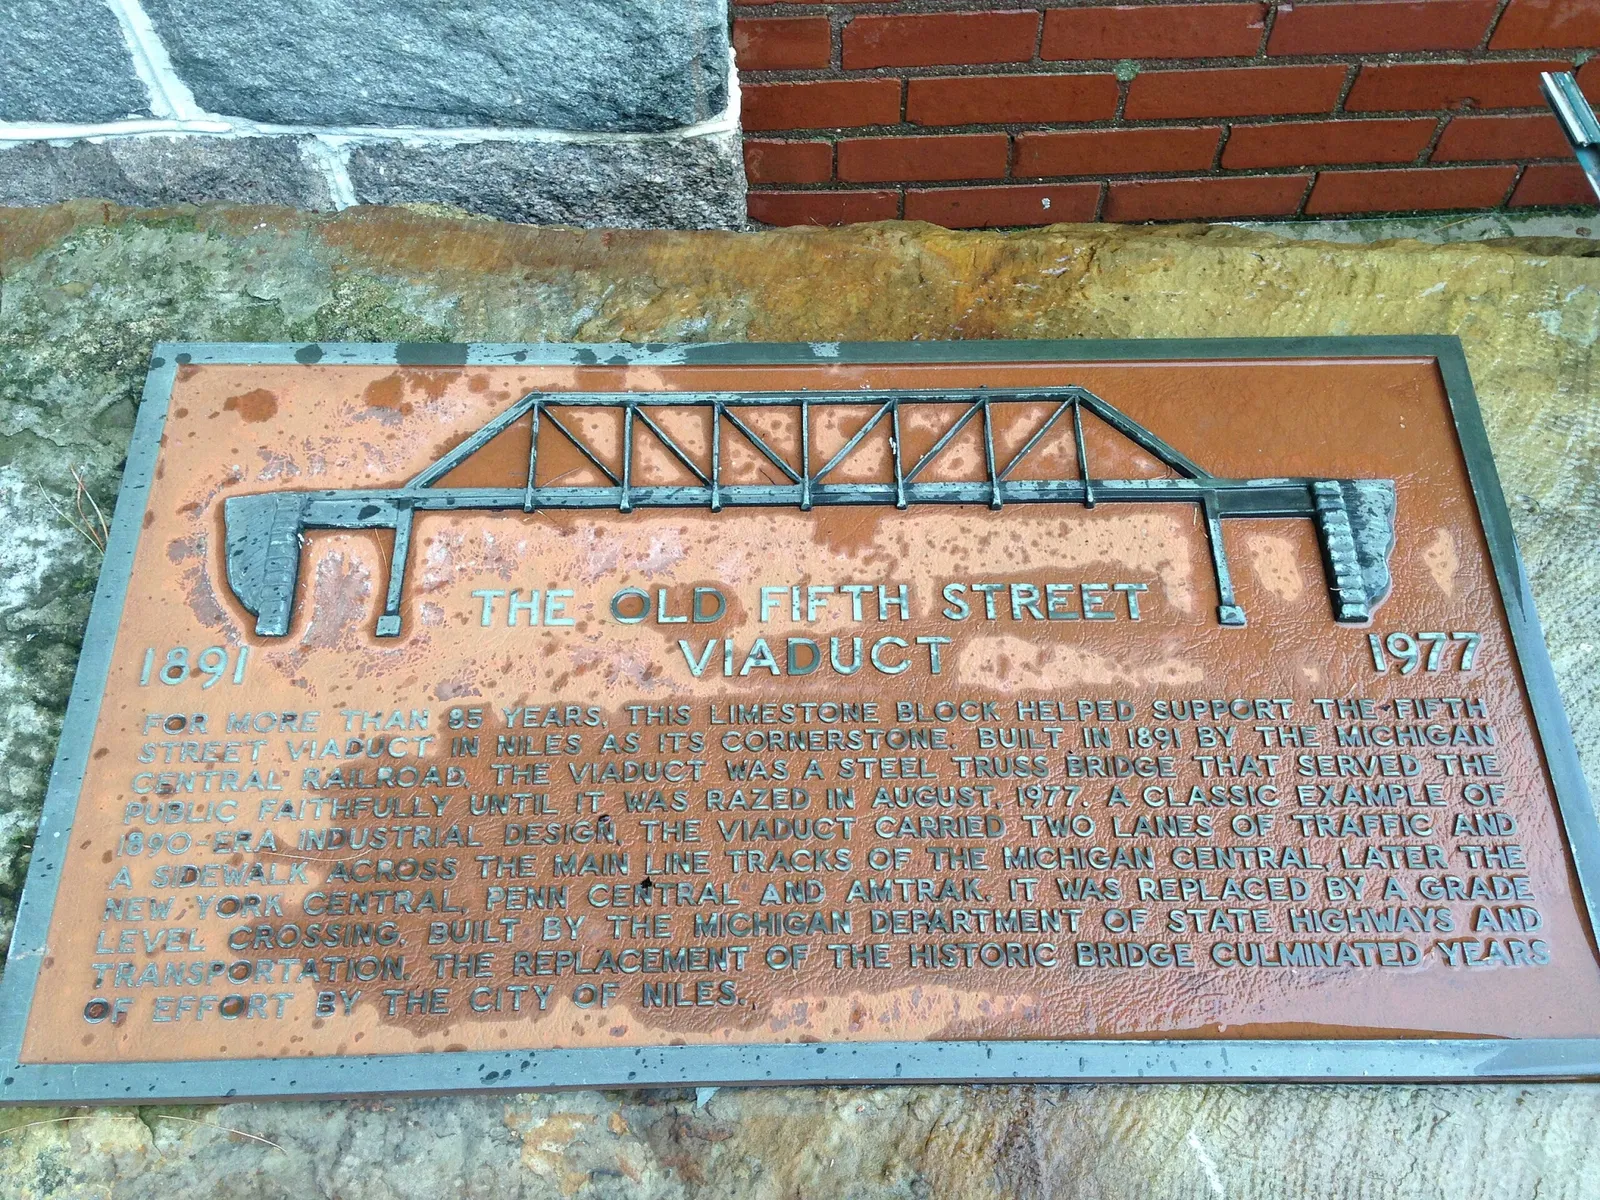 THE OLD FIFTH STREET
VIADUCT
1891
1977
FOR MORE THAN 85 YEARS, THIS LIMESTONE BLOCK HELPED SUPPORT THE FIFTH
STREET VIADUCT IN NILES AS ITS CORNERSTONE. BUILT IN 1891 BY THE MICHIGAN
CENTRAL RAILROAD, THE VIADUCT WAS A STEEL TRUSS BRIDGE THAT SERVED THE
PUBLIC FAITHFULLY UNTIL IT WAS RAZED IN AUGUST, 1977. A CLASSIC EXAMPLE OF
1890-ERA INDUSTRIAL DESIGN, THE VIADUCT CARRIED TWO LANES OF TRAFFIC AND
A SIDEWALK ACROSS THE MAIN LINE TRACKS OF THE MICHIGAN CENTRAL, LATER THE
NEW YORK CENTRAL, PENN CENTRAL AND AMTRAK. IT WAS REPLACED BY A GRADE
LEVEL CROSSING, BUILT BY THE MICHIGAN DEPARTMENT OF STATE HIGHWAYS AND
TRANSPORTATION. THE REPLACEMENT OF THE HISTORIC BRIDGE CULMINATED YEARS
OF EFFORT BY THE CITY OF NILES.